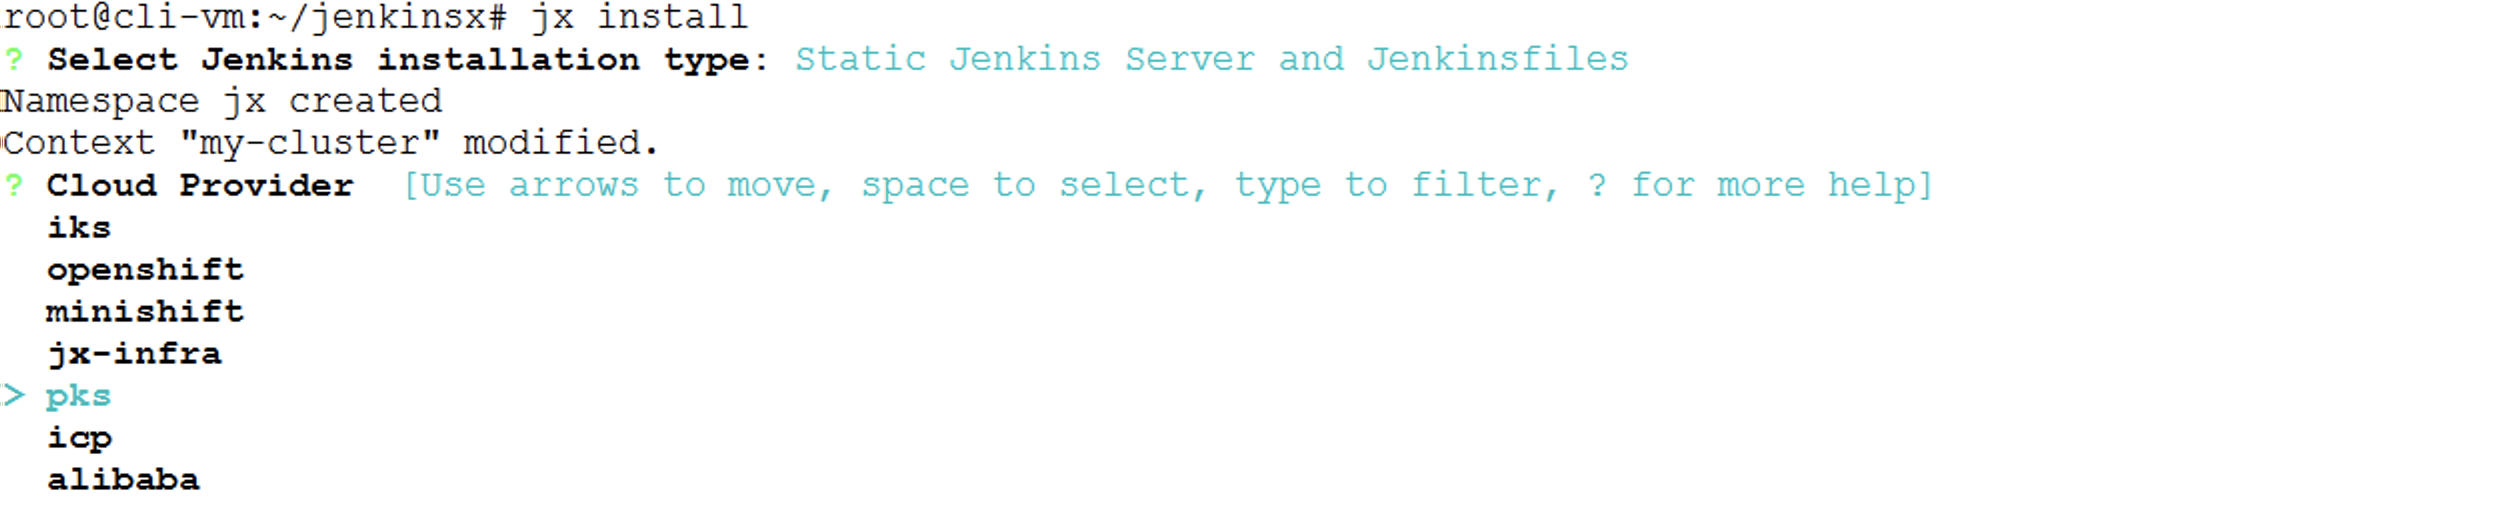 root@cli-vm:~/jenkinsx# jx install
? Select Jenkins installation type: Static Jenkins Server and Jenkinsfiles
Namespace jx created
Context "my-cluster" modified.
? Cloud Provider  [Use arrows to move, space to select, type to filter, ? for more help]
  iks
  openshift
  minishift
  jx-infra
> pks
  icp
  alibaba